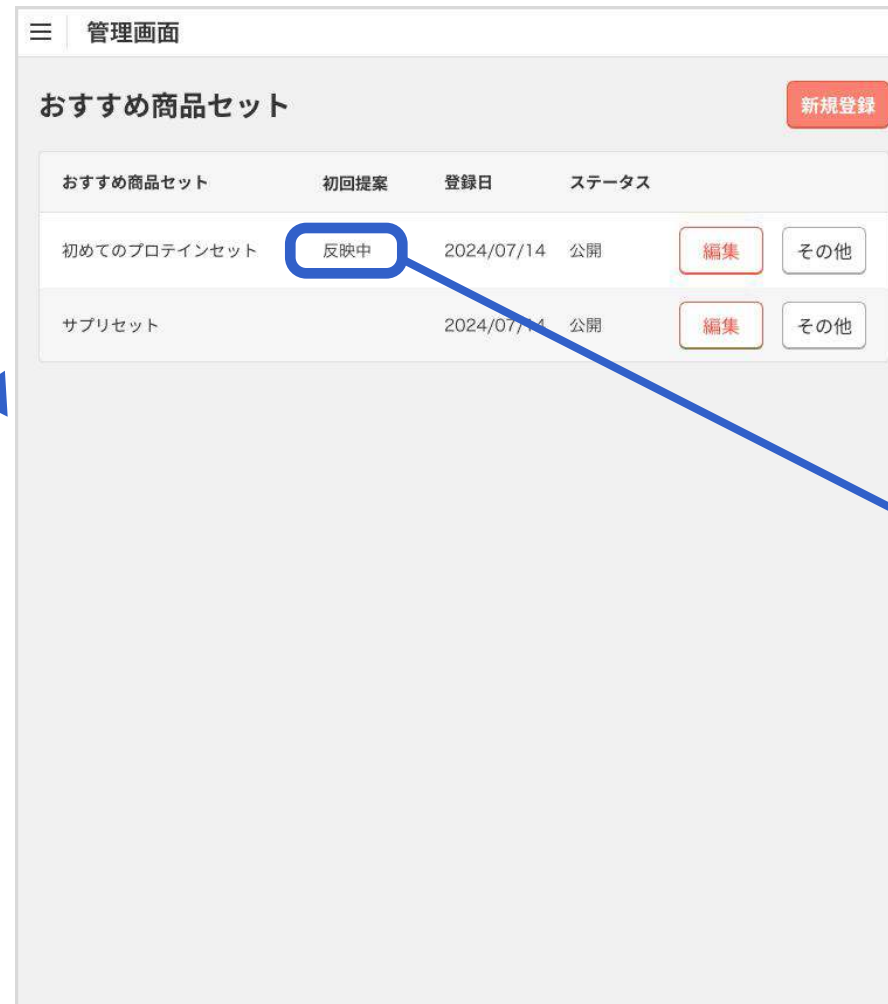 管理画面
おすすめ商品セット 新規登録
おすすめ商品セット 初回提案 登録日 ステータス
初めてのプロテインセット 反映中 2024/07/14 公開 編集 その他
サプリセット 2024/07/14 公開 編集 その他